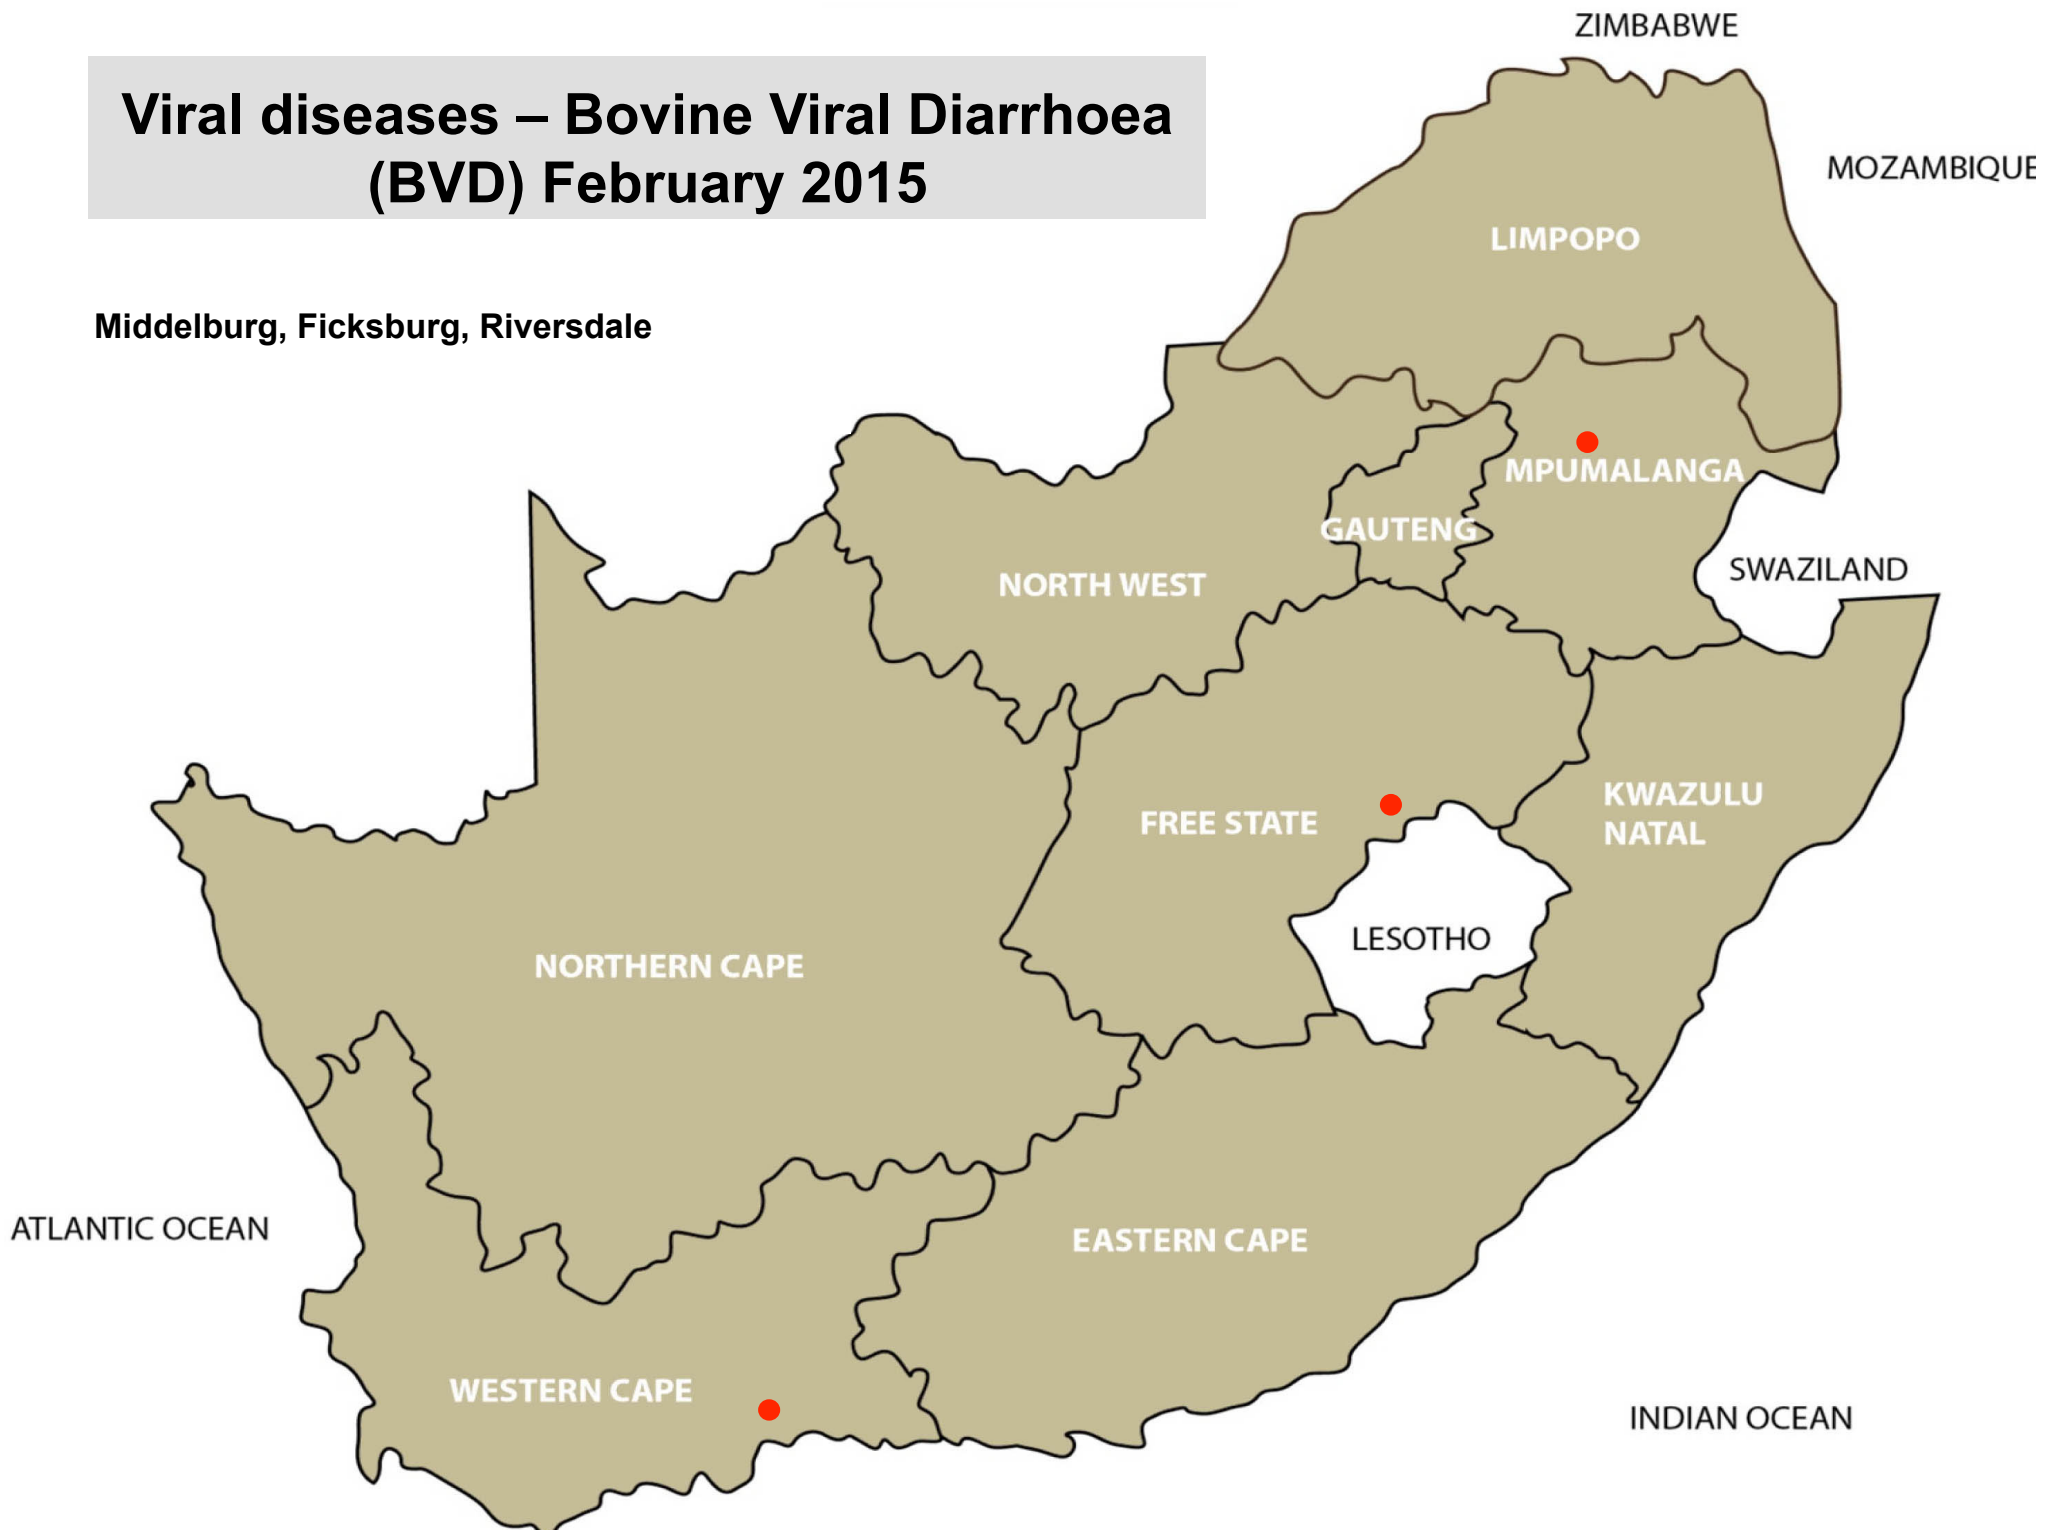 ZIMBABWE
Viral diseases – Bovine Viral Diarrhoea
(BVD) February 2015
MOZAMBIQUE
LIMPOPO
Middelburg, Ficksburg, Riversdale
MPUMALANGA
GAUTENG
SWAZILAND
NORTH WEST
KWAZULU
NATAL
FREE STATE
LESOTHO
NORTHERN CAPE
ATLANTIC OCEAN
EASTERN CAPE
WESTERN CAPE
INDIAN OCEAN